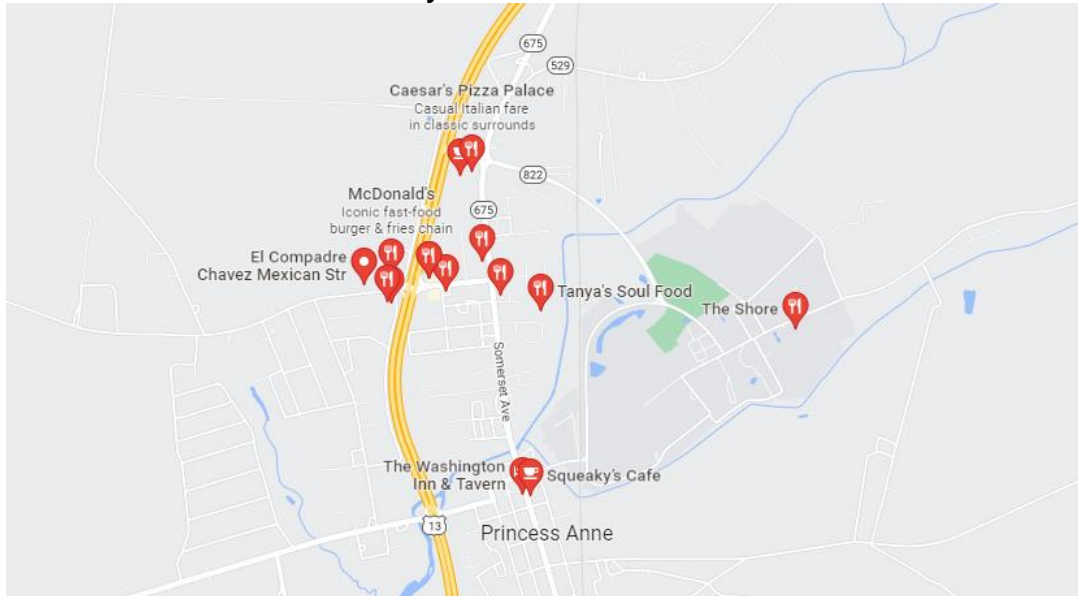 675
529
Caesar's Pizza Palace
Casual Italian fare
in classic surrounds
822
McDonald's
Iconic fast-food
burger & fries chain
675
El Compadre
Chavez Mexican Str
Tanya's Soul Food
The Shore
Somerset Ave
The Washington
Inn & Tavern
Squeaky's Cafe
13
Princess Anne